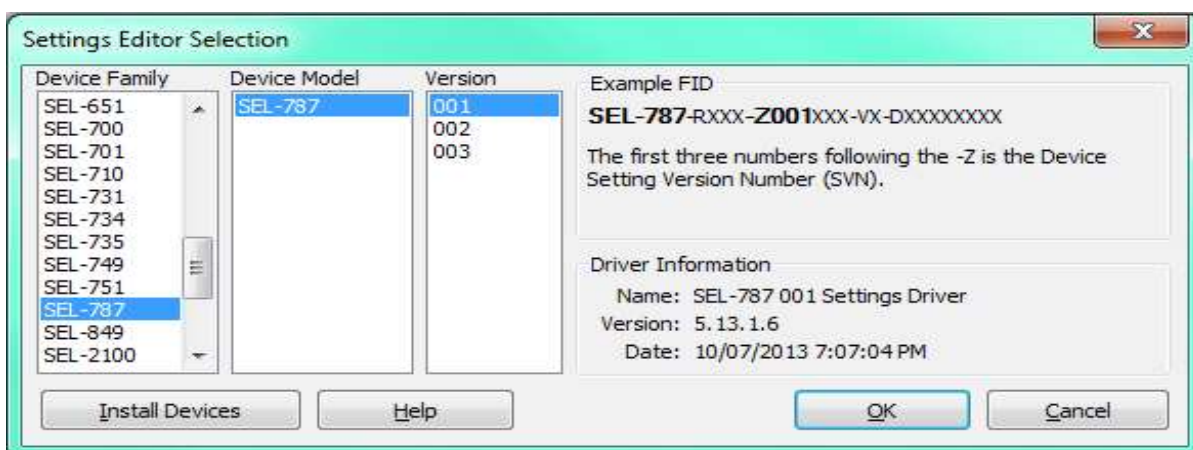 Settings Editor Selection
Device Family
SEL-651
SEL-700
SEL-701
SEL-710
SEL-731
SEL-734
SEL-735
SEL-749
SEL-751
SEL-787
SEL-849
SEL-2100
Device Model
SEL-787
Version
001
002
003
Example FID
SEL-787-RXXX-Z001XXX-VX-DXXXXXXXX
The first three numbers following the -Z is the Device
Setting Version Number (SVN).
Driver Information
Name: SEL-787 001 Settings Driver
Version: 5.13.1.6
Date: 10/07/2013 7:07:04 PM
Install Devices
Help
OK
Cancel